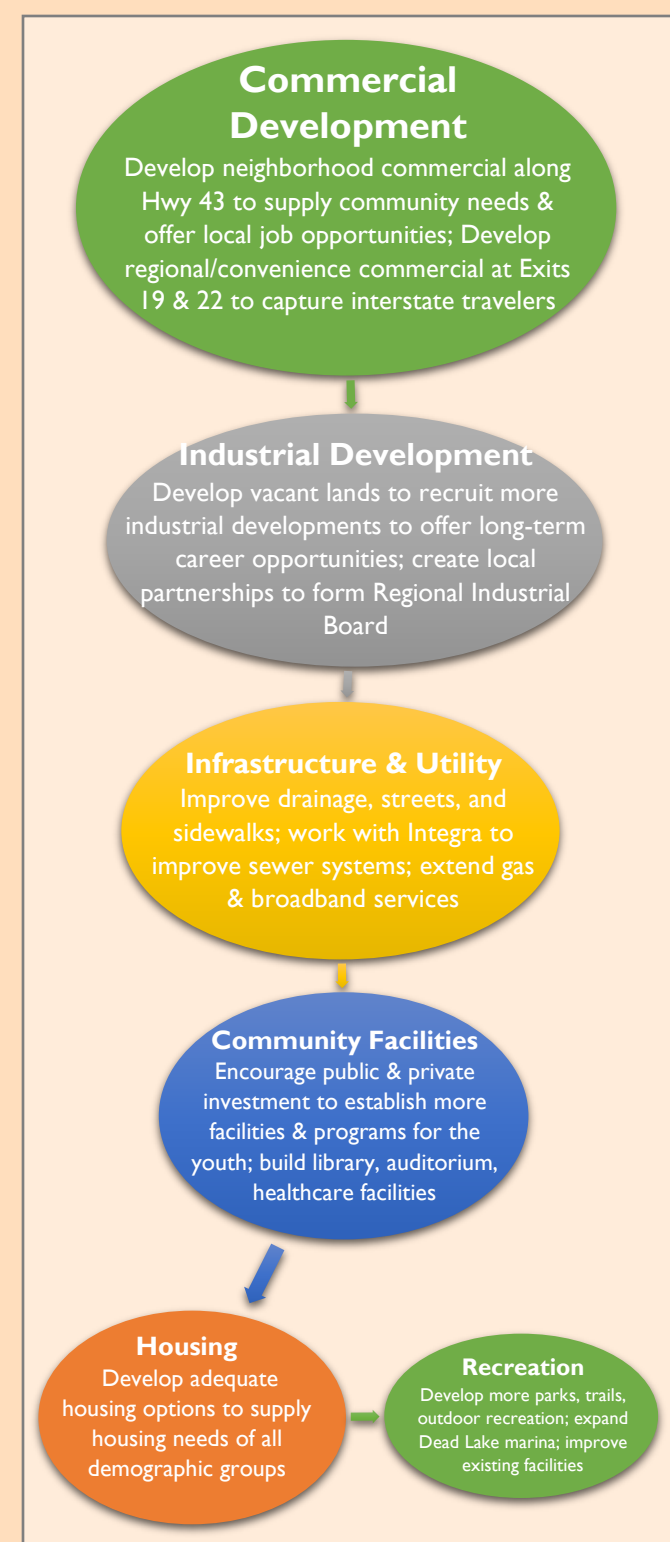 Commercial
Development
Develop neighborhood commercial along
Hwy 43 to supply community needs &
offer local job opportunities; Develop
regional/convenience commercial at Exits
19 & 22 to capture interstate travelers
Industrial Development
Develop vacant lands to recruit more
industrial developments to offer long-term
career opportunities; create local
partnerships to form Regional Industrial
Board
Infrastructure & Utility
Improve drainage, streets, and
sidewalks; work with Integra to
improve sewer systems; extend gas
& broadband services
Community Facilities
Encourage public & private
investment to establish more
facilities & programs for the
youth; build library, auditorium,
healthcare facilities
Housing
Develop adequate
housing options to supply
housing needs of all
demographic groups
Recreation
Develop more parks, trails,
outdoor recreation; expand
Dead Lake marina; improve
existing facilities